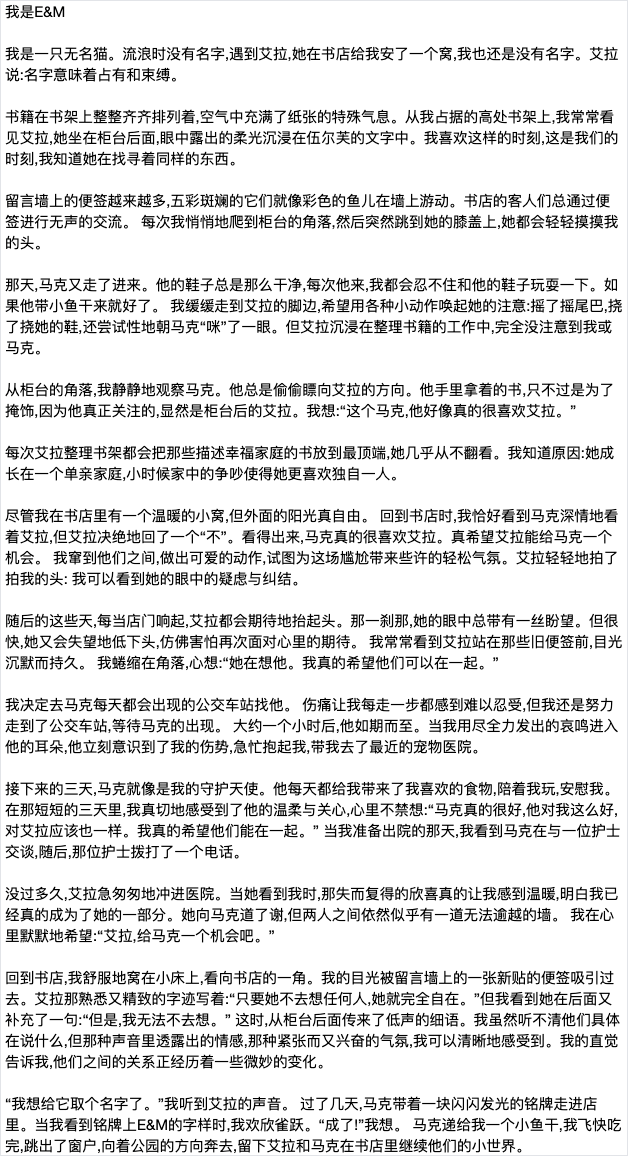 我是E&M
我是一只无名猫。流浪时没有名字,遇到艾拉,她在书店给我安了一个窝,我也还是没有名字。艾拉
说:名字意味着占有和束缚。
书籍在书架上整整齐齐排列着,空气中充满了纸张的特殊气息。从我占据的高处书架上,我常常看
见艾拉,她坐在柜台后面,眼中露出的柔光沉浸在伍尔芙的文字中。我喜欢这样的时刻,这是我们的
时刻,我知道她在找寻着同样的东西。
留言墙上的便签越来越多,五彩斑斓的它们就像彩色的鱼儿在墙上游动。书店的客人们总通过便
签进行无声的交流。 每次我悄悄地爬到柜台的角落,然后突然跳到她的膝盖上,她都会轻轻摸摸我
的头。
那天,马克又走了进来。他的鞋子总是那么干净,每次他来,我都会忍不住和他的鞋子玩耍一下。如
果他带小鱼干来就好了。 我缓缓走到艾拉的脚边,希望用各种小动作唤起她的注意:摇了摇尾巴,挠
了挠她的鞋,还尝试性地朝马克“咪”了一眼。但艾拉沉浸在整理书籍的工作中,完全没注意到我或
马克。
从柜台的角落,我静静地观察马克。他总是偷偷瞟向艾拉的方向。他手里拿着的书,只不过是为了
掩饰,因为他真正关注的,显然是柜台后的艾拉。我想:“这个马克,他好像真的很喜欢艾拉。”
每次艾拉整理书架都会把那些描述幸福家庭的书放到最顶端,她几乎从不翻看。我知道原因:她成
长在一个单亲家庭,小时候家中的争吵使得她更喜欢独自一人。
尽管我在书店里有一个温暖的小窝,但外面的阳光真自由。 回到书店时,我恰好看到马克深情地看
着艾拉,但艾拉决绝地回了一个“不”。看得出来,马克真的很喜欢艾拉。真希望艾拉能给马克一个
机会。 我窜到他们之间,做出可爱的动作,试图为这场尴尬带来些许的轻松气氛。艾拉轻轻地拍了
拍我的头: 我可以看到她的眼中的疑虑与纠结。
随后的这些天,每当店门响起,艾拉都会期待地抬起头。那一刹那,她的眼中总带有一丝盼望。但很
快,她又会失望地低下头,仿佛害怕再次面对心里的期待。 我常常看到艾拉站在那些旧便签前,目光
沉默而持久。 我蜷缩在角落,心想:“她在想他。我真的希望他们可以在一起。”
我决定去马克每天都会出现的公交车站找他。 伤痛让我每走一步都感到难以忍受,但我还是努力
走到了公交车站,等待马克的出现。 大约一个小时后,他如期而至。当我用尽全力发出的哀鸣进入
他的耳朵,他立刻意识到了我的伤势,急忙抱起我,带我去了最近的宠物医院。
接下来的三天,马克就像是我的守护天使。他每天都给我带来了我喜欢的食物,陪着我玩,安慰我。
在那短短的三天里,我真切地感受到了他的温柔与关心,心里不禁想:“马克真的很好,他对我这么好,
对艾拉应该也一样。我真的希望他们能在一起。” 当我准备出院的那天,我看到马克在与一位护士
交谈,随后,那位护士拨打了一个电话。
没过多久,艾拉急匆匆地冲进医院。当她看到我时,那失而复得的欣喜真的让我感到温暖,明白我已
经真的成为了她的一部分。她向马克道了谢,但两人之间依然似乎有一道无法逾越的墙。 我在心
里默默地希望:“艾拉,给马克一个机会吧。”
回到书店,我舒服地窝在小床上,看向书店的一角。我的目光被留言墙上的一张新贴的便签吸引过
去。艾拉那熟悉又精致的字迹写着:“只要她不去想任何人,她就完全自在。”但我看到她在后面又
补充了一句:“但是,我无法不去想。” 这时,从柜台后面传来了低声的细语。我虽然听不清他们具体
在说什么,但那种声音里透露出的情感,那种紧张而又兴奋的气氛,我可以清晰地感受到。我的直觉
告诉我,他们之间的关系正经历着一些微妙的变化。
“我想给它取个名字了。”我听到艾拉的声音。 过了几天,马克带着一块闪闪发光的铭牌走进店
里。当我看到铭牌上E&M的字样时,我欢欣雀跃。“成了!”我想。 马克递给我一个小鱼干,我飞快吃
完,跳出了窗户,向着公园的方向奔去,留下艾拉和马克在书店里继续他们的小世界。